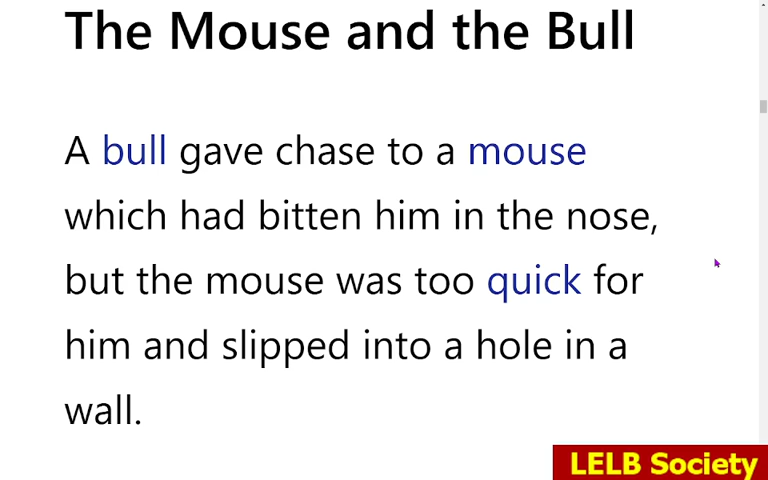 The Mouse and the Bull
A bull gave chase to a mouse
which had bitten him in the nose,
but the mouse was too quick for
him and slipped into a hole in a
wall.
LELB Society